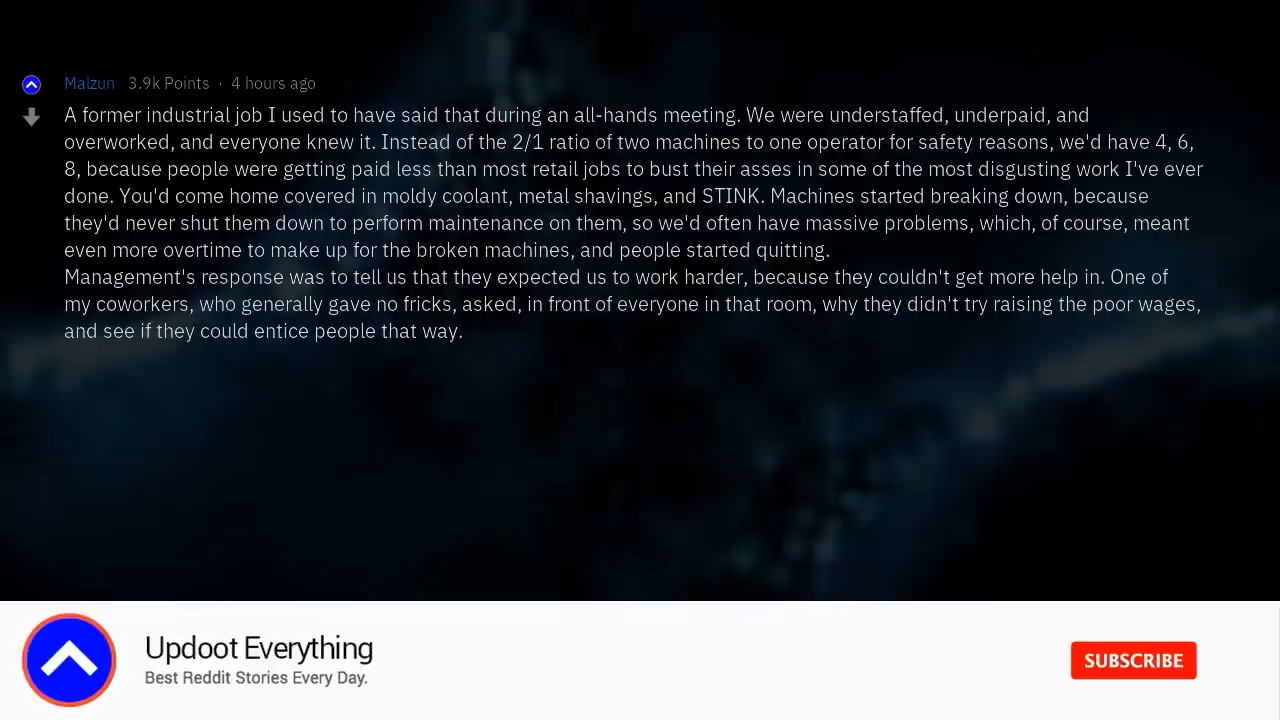 Malzun 3.9k Points · 4 hours ago
A former industrial job I used to have said that during an all-hands meeting. We were understaffed, underpaid, and
overworked, and everyone knew it. Instead of the 2/1 ratio of two machines to one operator for safety reasons, we'd have 4, 6,
8, because people were getting paid less than most retail jobs to bust their asses in some of the most disgusting work I've ever
done. You'd come home covered in moldy coolant, metal shavings, and STINK. Machines started breaking down, because
they'd never shut them down to perform maintenance on them, so we'd often have massive problems, which, of course, meant
even more overtime to make up for the broken machines, and people started quitting.
Management's response was to tell us that they expected us to work harder, because they couldn't get more help in. One of
my coworkers, who generally gave no fricks, asked, in front of everyone in that room, why they didn't try raising the poor wages,
and see if they could entice people that way.
Updoot Everything
Best Reddit Stories Every Day.
SUBSCRIBE